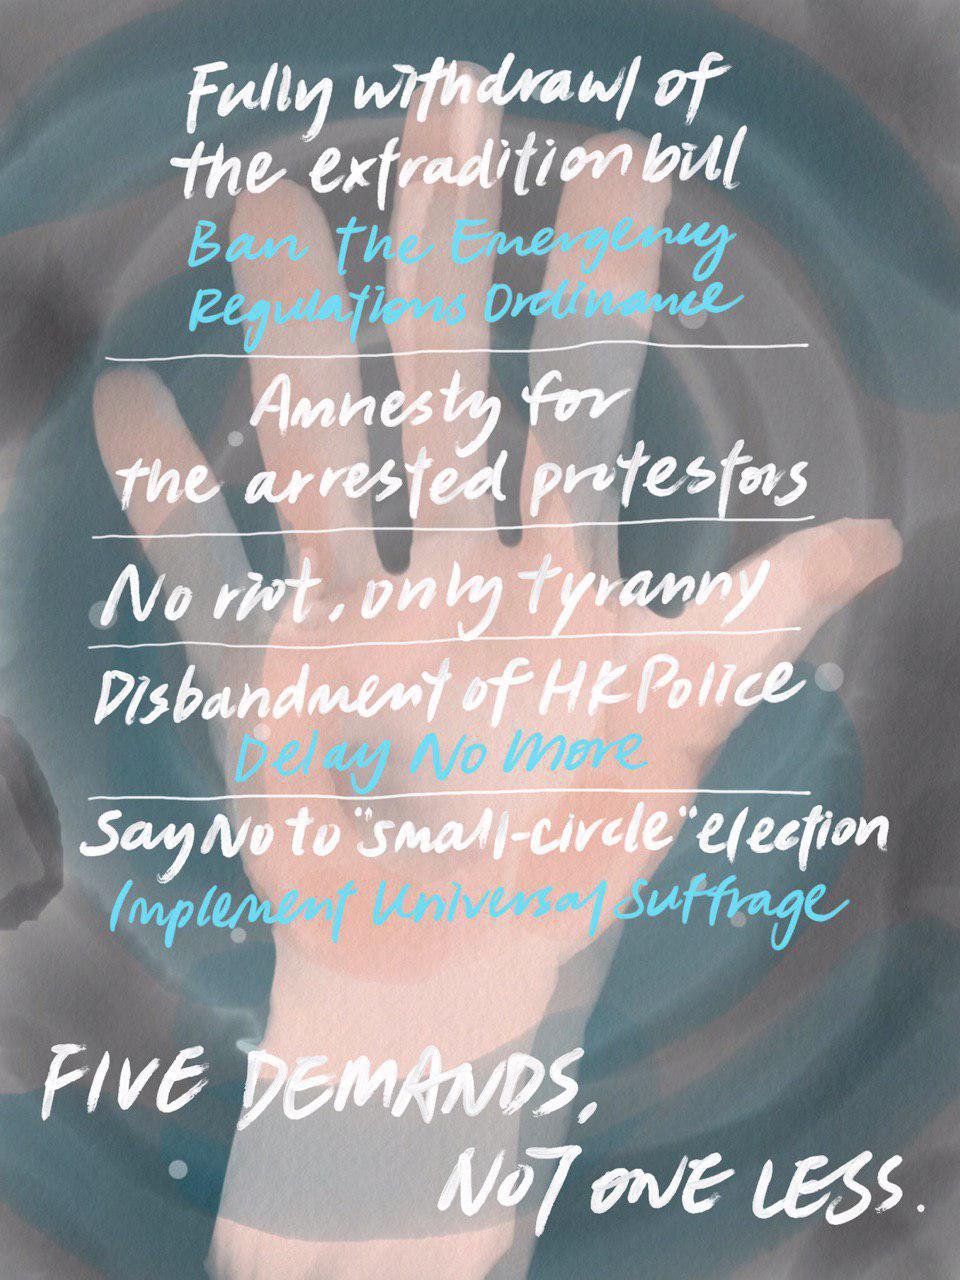 Fully withdrawl of
the extradition bill
Ban the Emergency
Regulations Ordinance
Amnesty for
the arrested protestors
No riot, only tyranny
Disbandment of HK Police
Delay No More
Say No to "small-circle" election
Implement Universal Suffrage
FIVE DEMANDS,
NOT ONE LESS.